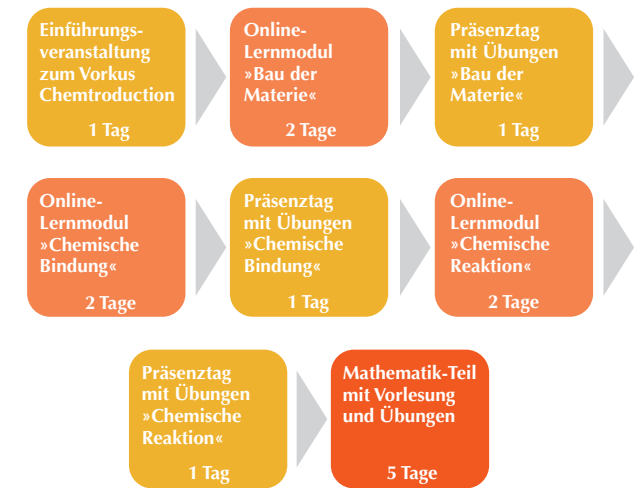 Einführungs-
veranstaltung
zum Vorkus
Chemtroduction
1 Tag
Online-
Lernmodul
»Bau der
Materie«
2 Tage
Präsenztag
mit Übungen
»Bau der
Materie«
1 Tag
Online-
Lernmodul
»Chemische
Bindung«
2 Tage
Präsenztag
mit Übungen
»Chemische
Bindung«
1 Tag
Online-
Lernmodul
»Chemische
Reaktion«
2 Tage
Präsenztag
mit Übungen
»Chemische
Reaktion«
1 Tag
Mathematik-Teil
mit Vorlesung
und Übungen
5 Tage